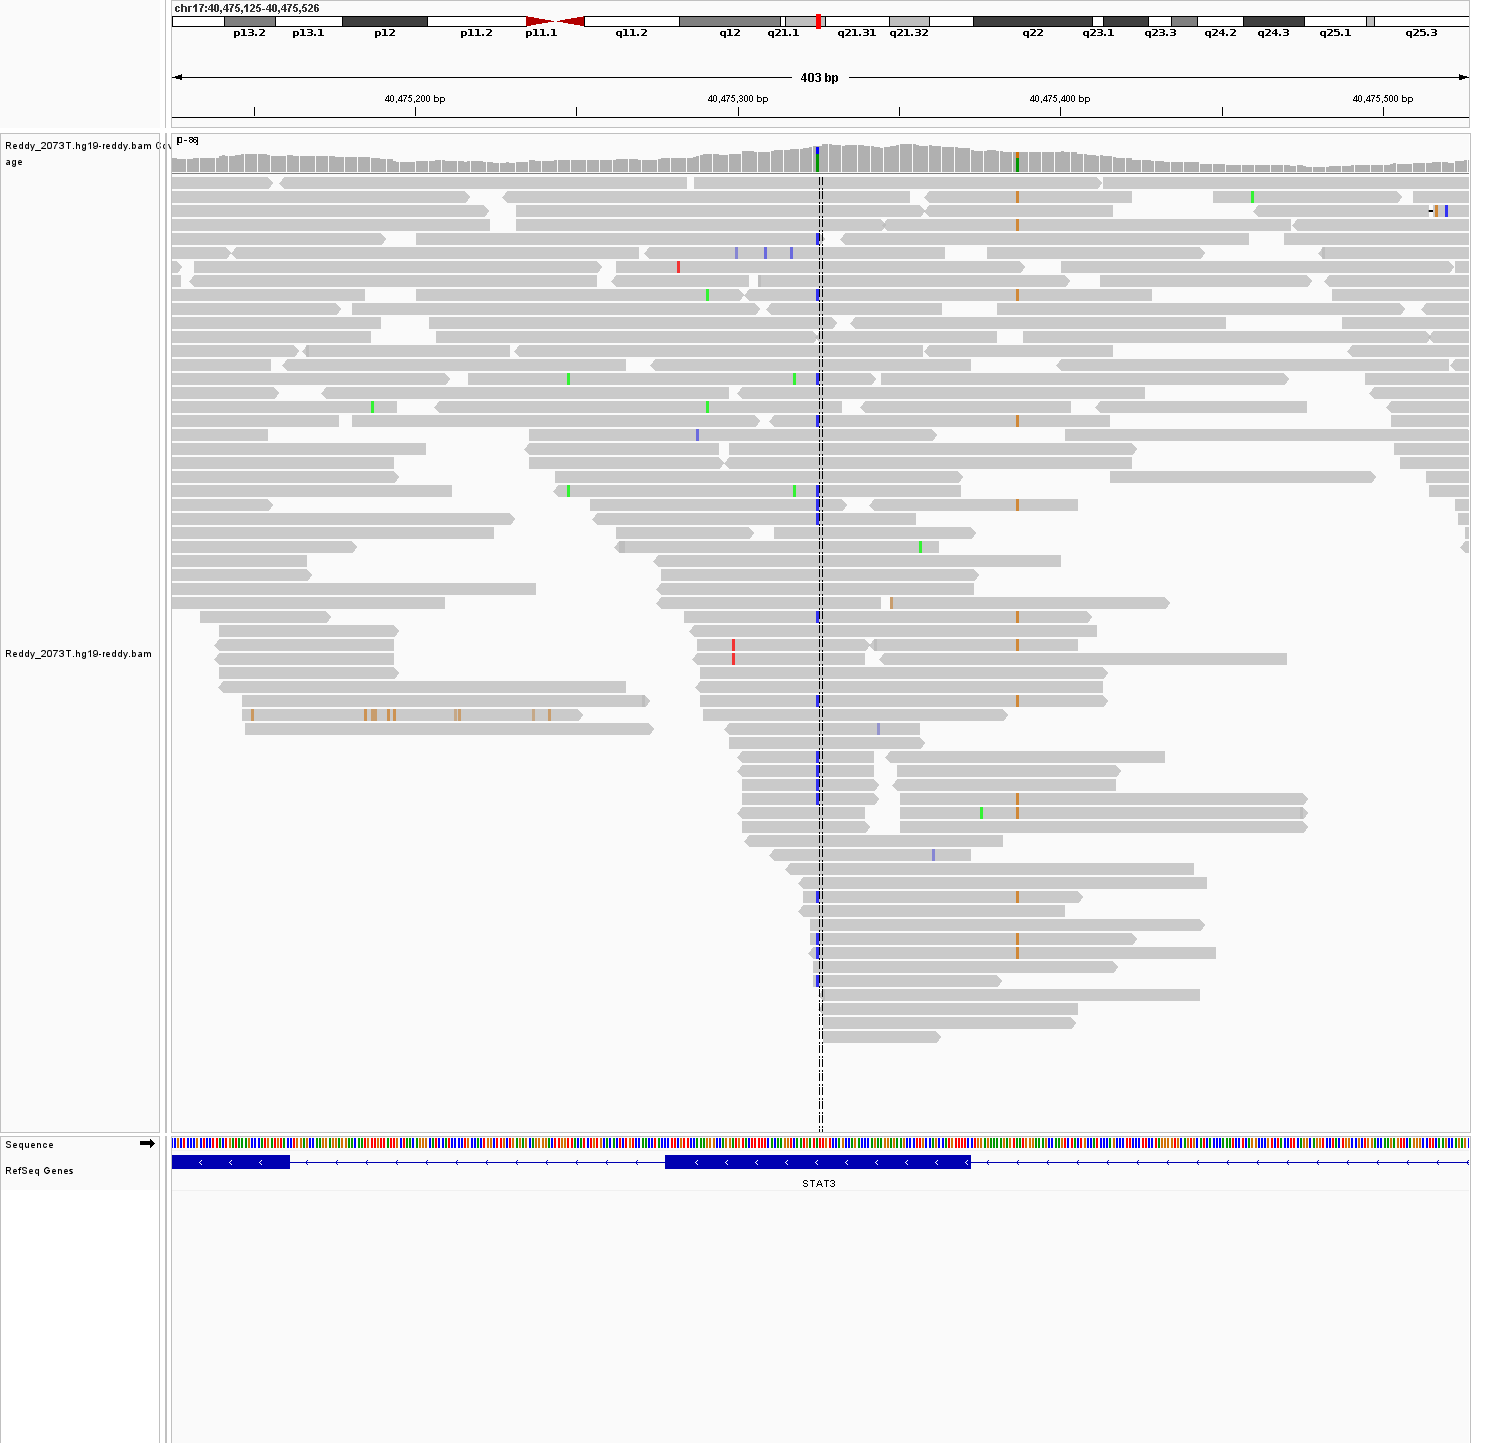 chr17:40,475,125-40,475,526
p13.2 p13.1 p12 p11.2 p11.1 q11.2 q12 q21.1 q21.31 q21.32 q22 q23.1 q23.3 q24.2 q24.3 q25.1 q25.3
403 bp
40,475,200 bp 40,475,300 bp 40,475,400 bp 40,475,500 bp
Reddy_2073T.hg19-reddy.bam Cov
age
[0-86]
Reddy_2073T.hg19-reddy.bam
Sequence
RefSeq Genes
STAT3